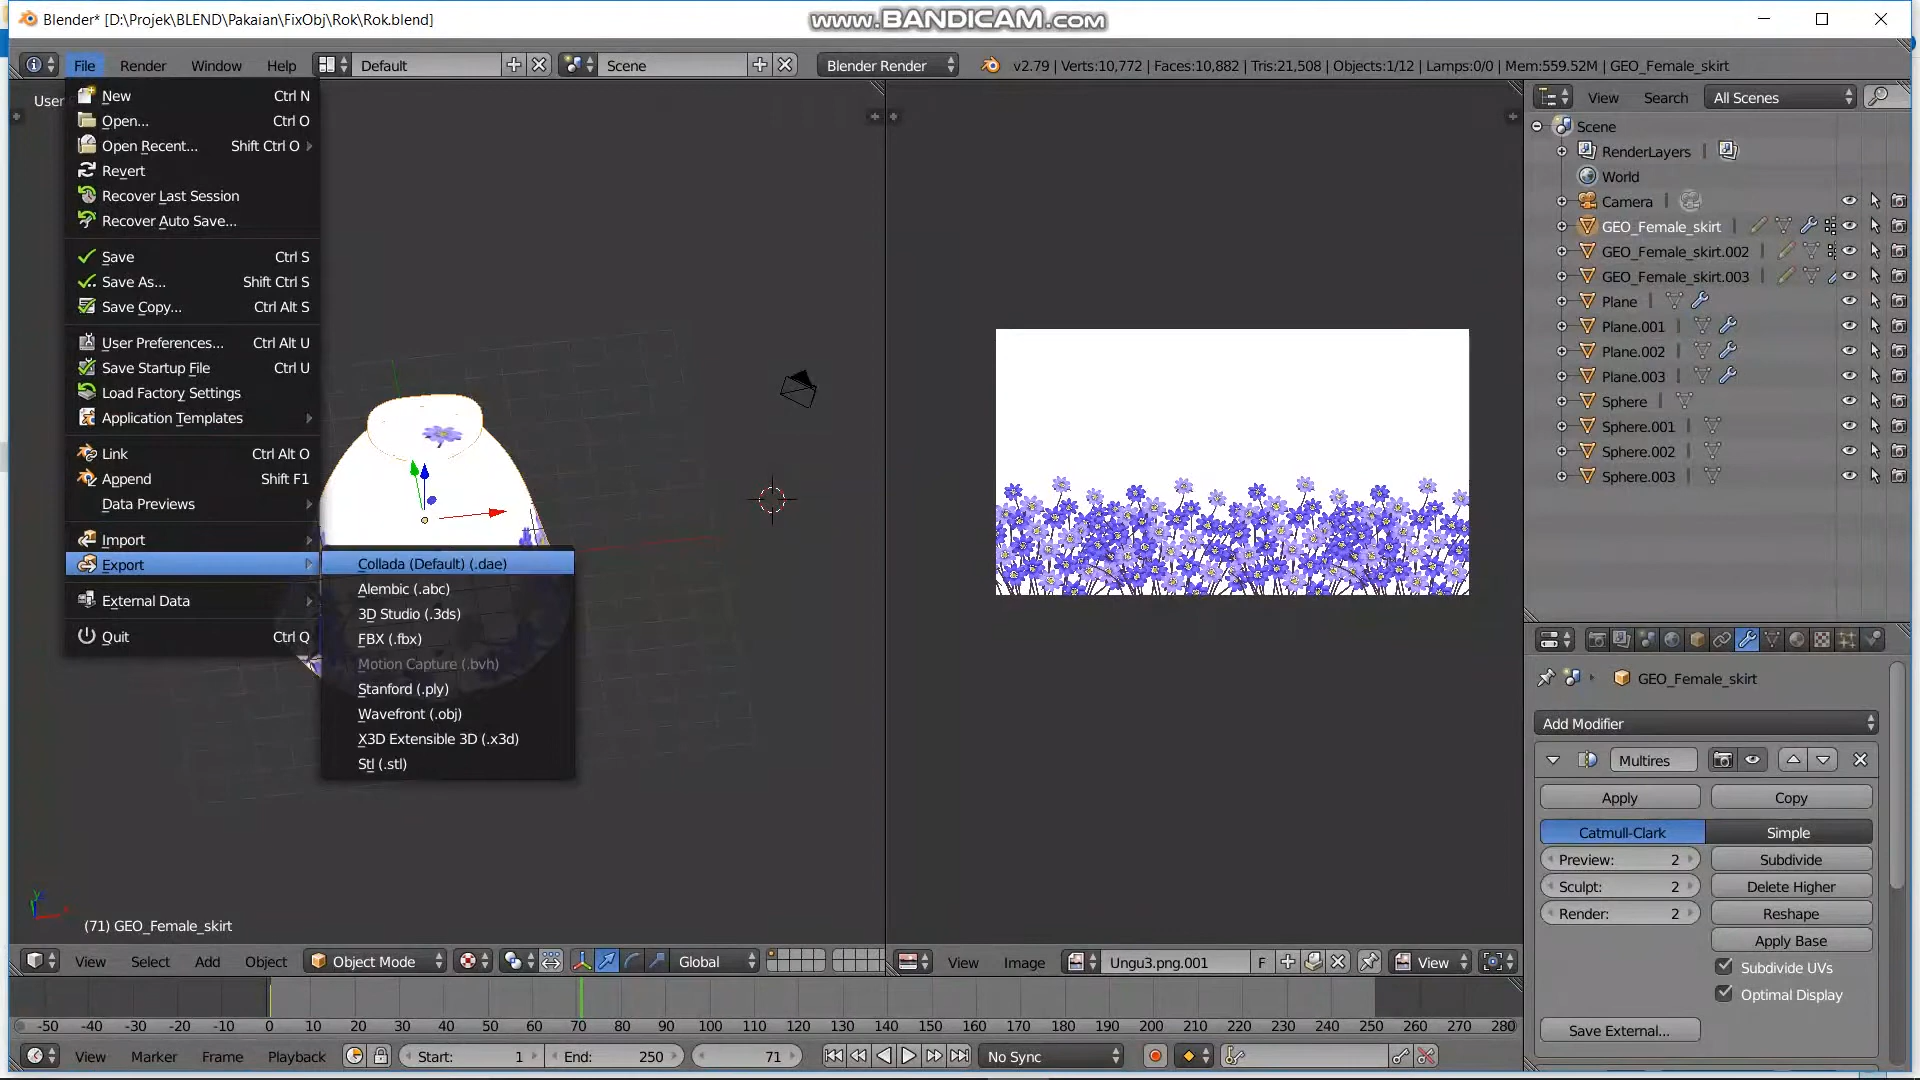 Blender* [D:\Projek\BLEND\Pakaian\FixObj\Rok\Rok.blend]
www.BANDICAM.com
File Render Window Help Default Scene Blender Render v2.79 | Verts:10,772 | Faces:10,882 | Tris:21,508 | Objects:1/12 | Lamps:0/0 | Mem:559.52M | GEO_Female_skirt
User
New Ctrl N
Open... Ctrl O
Open Recent... Shift Ctrl O
Revert
Recover Last Session
Recover Auto Save...
Save Ctrl S
Save As... Shift Ctrl S
Save Copy... Ctrl Alt S
User Preferences... Ctrl Alt U
Save Startup File Ctrl U
Load Factory Settings
Application Templates
Link Ctrl Alt O
Append Shift F1
Data Previews
Import
Export
External Data
Quit Ctrl Q
Collada (Default) (.dae)
Alembic (.abc)
3D Studio (.3ds)
FBX (.fbx)
Motion Capture (.bvh)
Stanford (.ply)
Wavefront (.obj)
X3D Extensible 3D (.x3d)
Stl (.stl)
(71) GEO_Female_skirt
View Select Add Object Object Mode Global
View Image Ungu3.png.001 F View
View Search All Scenes
Scene
RenderLayers
World
Camera
GEO_Female_skirt
GEO_Female_skirt.002
GEO_Female_skirt.003
Plane
Plane.001
Plane.002
Plane.003
Sphere
Sphere.001
Sphere.002
Sphere.003
GEO_Female_skirt
Add Modifier
Multires
Apply Copy
Catmull-Clark Simple
Preview: 2 Subdivide
Sculpt: 2 Delete Higher
Render: 2 Reshape
Apply Base
Subdivide UVs
Optimal Display
Save External...
-50 -40 -30 -20 -10 0 10 20 30 40 50 60 70 80 90 100 110 120 130 140 150 160 170 180 190 200 210 220 230 240 250 260 270 280
View Marker Frame Playback Start: 1 End: 250 71 No Sync